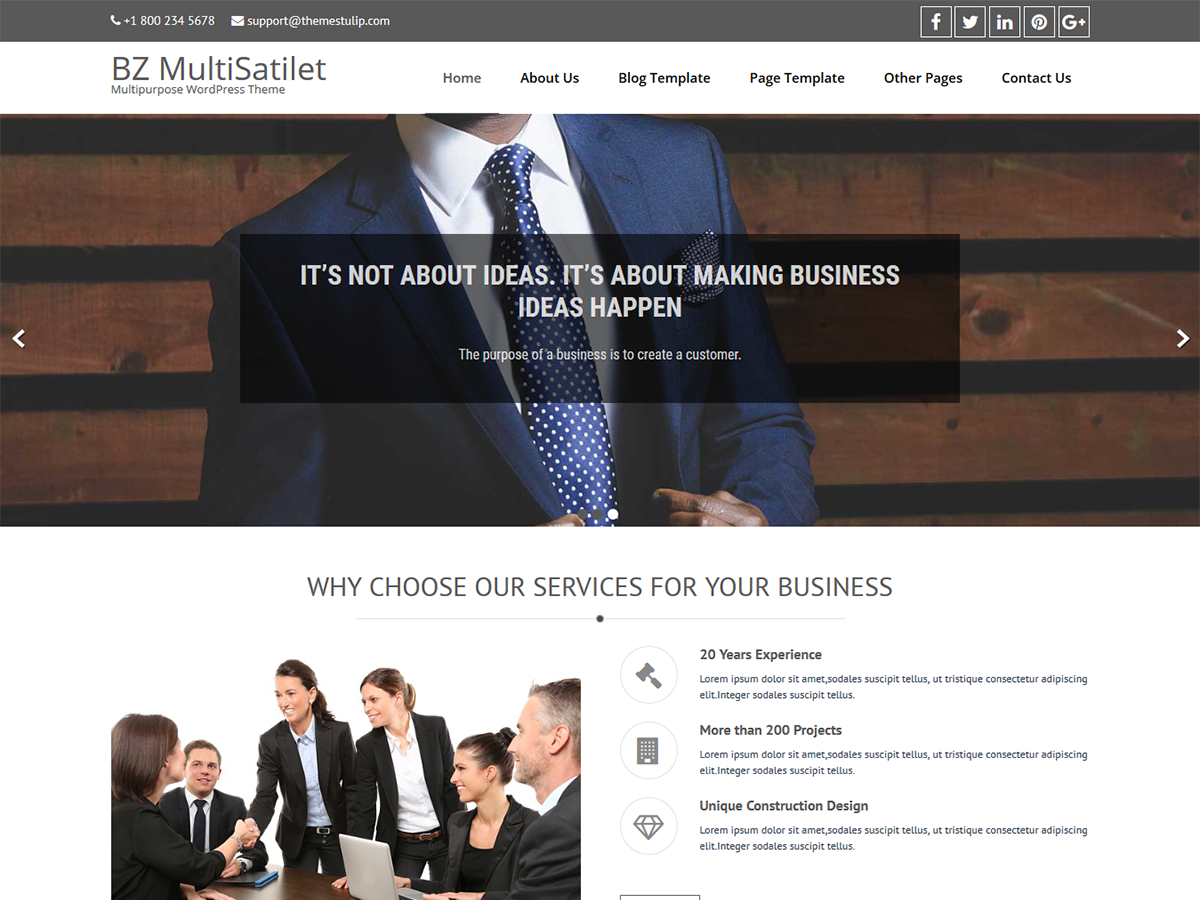 +1 800 234 5678 support@themestulip.com
BZ MultiSatilet
Multipurpose WordPress Theme
Home About Us Blog Template Page Template Other Pages Contact Us
IT’S NOT ABOUT IDEAS. IT’S ABOUT MAKING BUSINESS
IDEAS HAPPEN
The purpose of a business is to create a customer.
WHY CHOOSE OUR SERVICES FOR YOUR BUSINESS
20 Years Experience
Lorem ipsum dolor sit amet,sodales suscipit tellus, ut tristique consectetur adipiscing
elit.Integer sodales suscipit tellus.
More than 200 Projects
Lorem ipsum dolor sit amet,sodales suscipit tellus, ut tristique consectetur adipiscing
elit.Integer sodales suscipit tellus.
Unique Construction Design
Lorem ipsum dolor sit amet,sodales suscipit tellus, ut tristique consectetur adipiscing
elit.Integer sodales suscipit tellus.